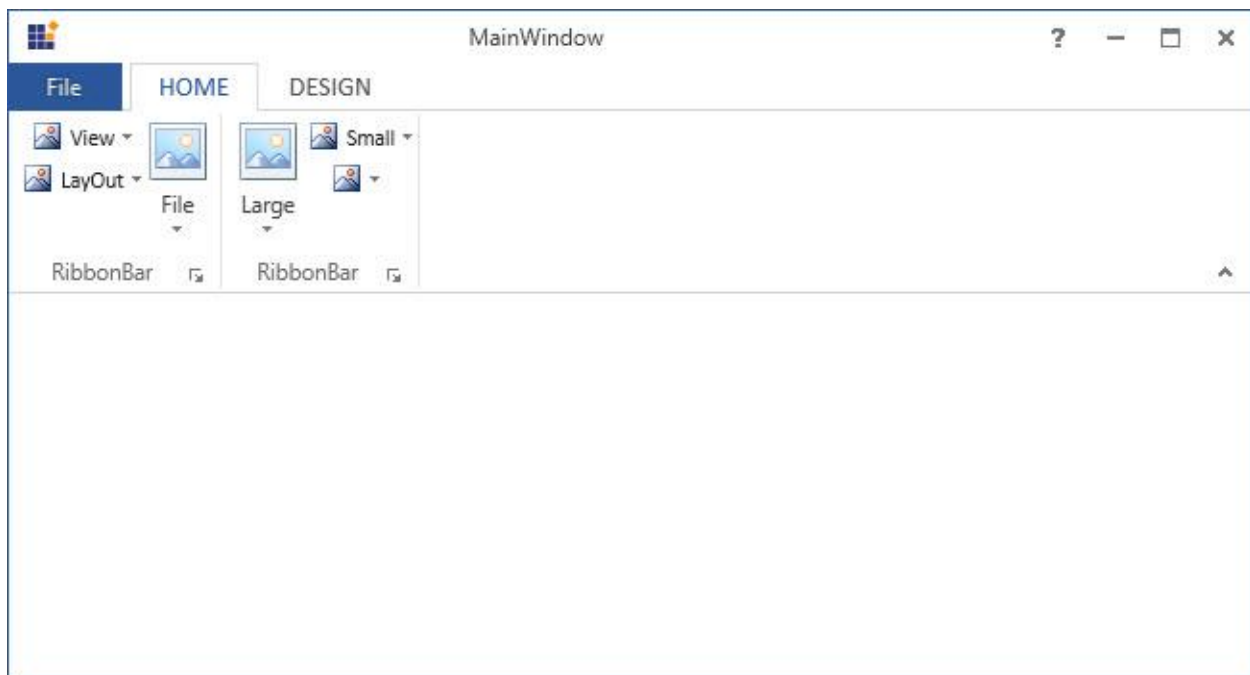 MainWindow
File HOME DESIGN
View File Large Small
LayOut
RibbonBar RibbonBar